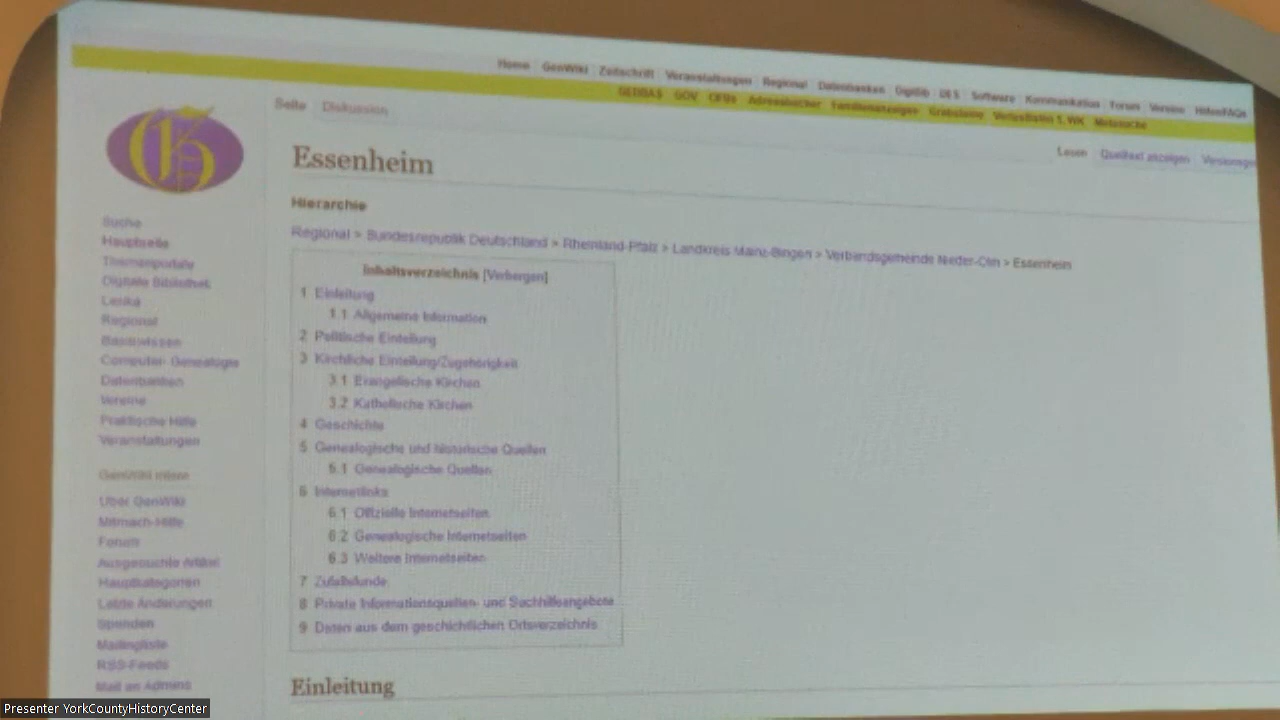 Home GenWiki Zeitschrift Veranstaltungen Regional Datenbanken DigiBib DES Software Kommunikation Forum Vereine Hilfen/FAQs
GEDBAS GOV OFBs Adressbücher Familienanzeigen Grabsteine Verlustlisten 1. WK Metasuche
Seite Diskussion
Lesen Quelltext anzeigen
Essenheim
Hierarchie
Regional > Bundesrepublik Deutschland > Rheinland-Pfalz > Landkreis Mainz-Bingen > Verbandsgemeinde Nieder-Olm > Essenheim
Inhaltsverzeichnis [Verbergen]
1 Einleitung
1.1 Allgemeine Information
2 Politische Einteilung
3 Kirchliche Einteilung/Zugehörigkeit
3.1 Evangelische Kirchen
3.2 Katholische Kirchen
4 Geschichte
5 Genealogische und historische Quellen
5.1 Genealogische Quellen
6 Internetlinks
6.1 Offizielle Internetseiten
6.2 Genealogische Internetseiten
6.3 Weitere Internetseiten
7 Zufallsfunde
8 Private Informationsquellen- und Suchhilfeangebote
9 Daten aus dem geschichtlichen Ortsverzeichnis
Einleitung
G
Suche
Hauptseite
Themenportale
Digitale Bibliothek
Lexika
Regional
Basiswissen
Computer- Genealogie
Datenbanken
Vereine
Praktische Hilfe
Veranstaltungen
GenWiki intern
Über GenWiki
Mitmach-Hilfe
Forum
Ausgesuchte Artikel
Hauptkategorien
Letzte Änderungen
Spenden
Mailingliste
RSS-Feeds
Mail an Admins
Presenter YorkCountyHistoryCenter